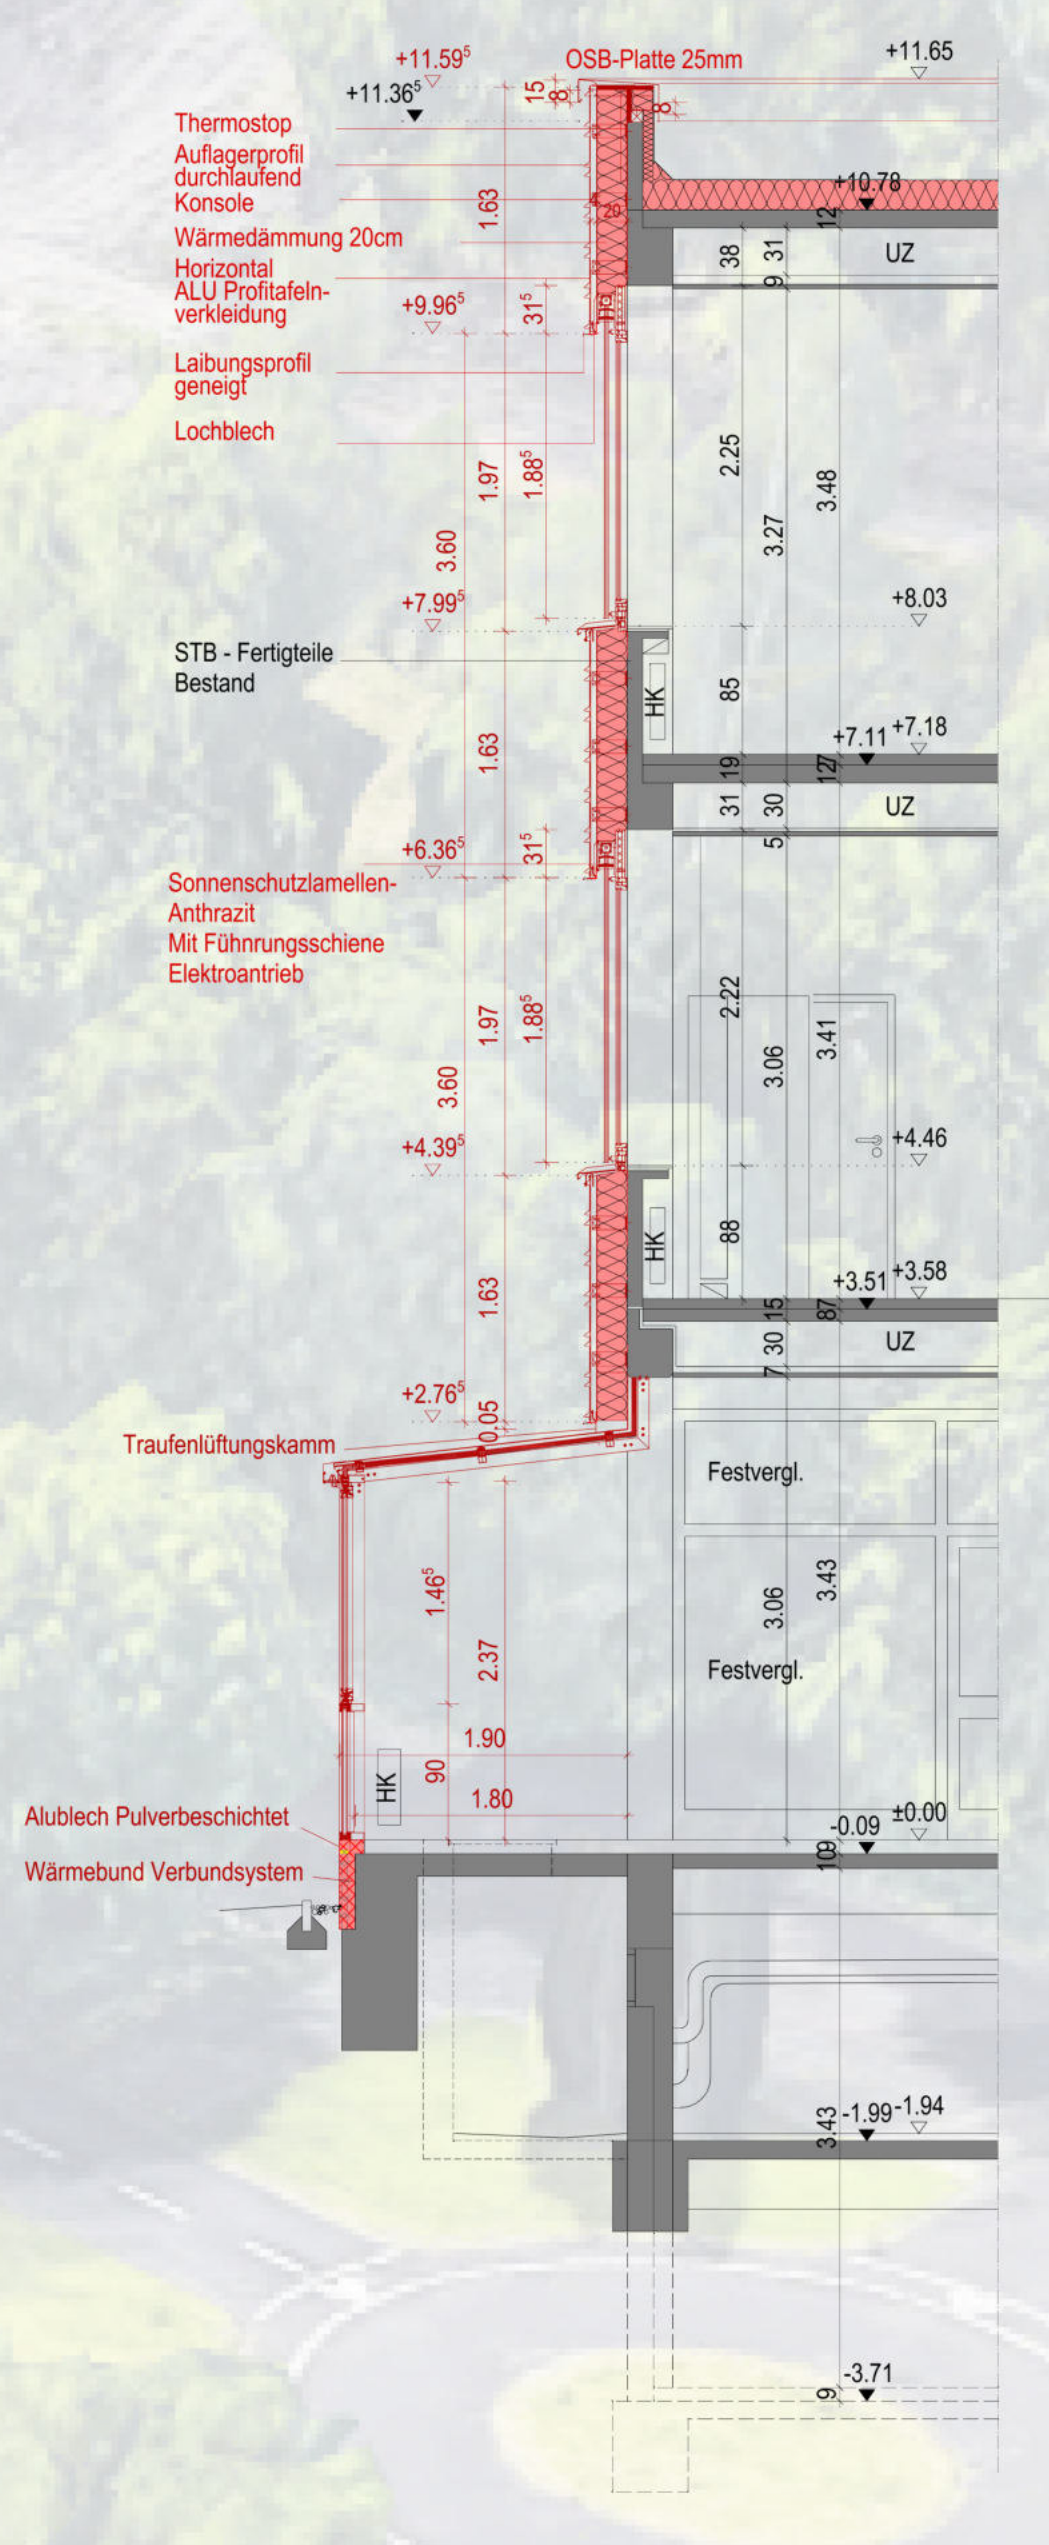 +11.59⁵
OSB-Platte 25mm
+11.65
+11.36⁵
15
8
8
Thermostop
Auflagerprofil
durchlaufend
Konsole
Wärmedämmung 20cm
Horizontal
ALU Profitafeln-
verkleidung
+10.78
12
20
1.63
38
31
9
UZ
+9.96⁵
31⁵
Laibungsprofil
geneigt
Lochblech
2.25
1.97
1.88⁵
3.48
3.27
3.60
+7.99⁵
+8.03
STB - Fertigteile
Bestand
HK
85
1.63
+7.11
+7.18
19
127
31
30
UZ
5
+6.36⁵
31⁵
Sonnenschutzlamellen-
Anthrazit
Mit Fühnrungsschiene
Elektroantrieb
2.22
1.97
1.88⁵
3.41
3.06
3.60
+4.39⁵
+4.46
HK
88
1.63
+3.51
+3.58
15
87
30
UZ
7
+2.76⁵
0.05
Traufenlüftungskamm
Festvergl.
1.46⁵
3.43
3.06
2.37
Festvergl.
1.90
90
HK
1.80
Alublech Pulverbeschichtet
-0.09
±0.00
109
Wärmebund Verbundsystem
3.43
-1.99
-1.94
-3.71
9